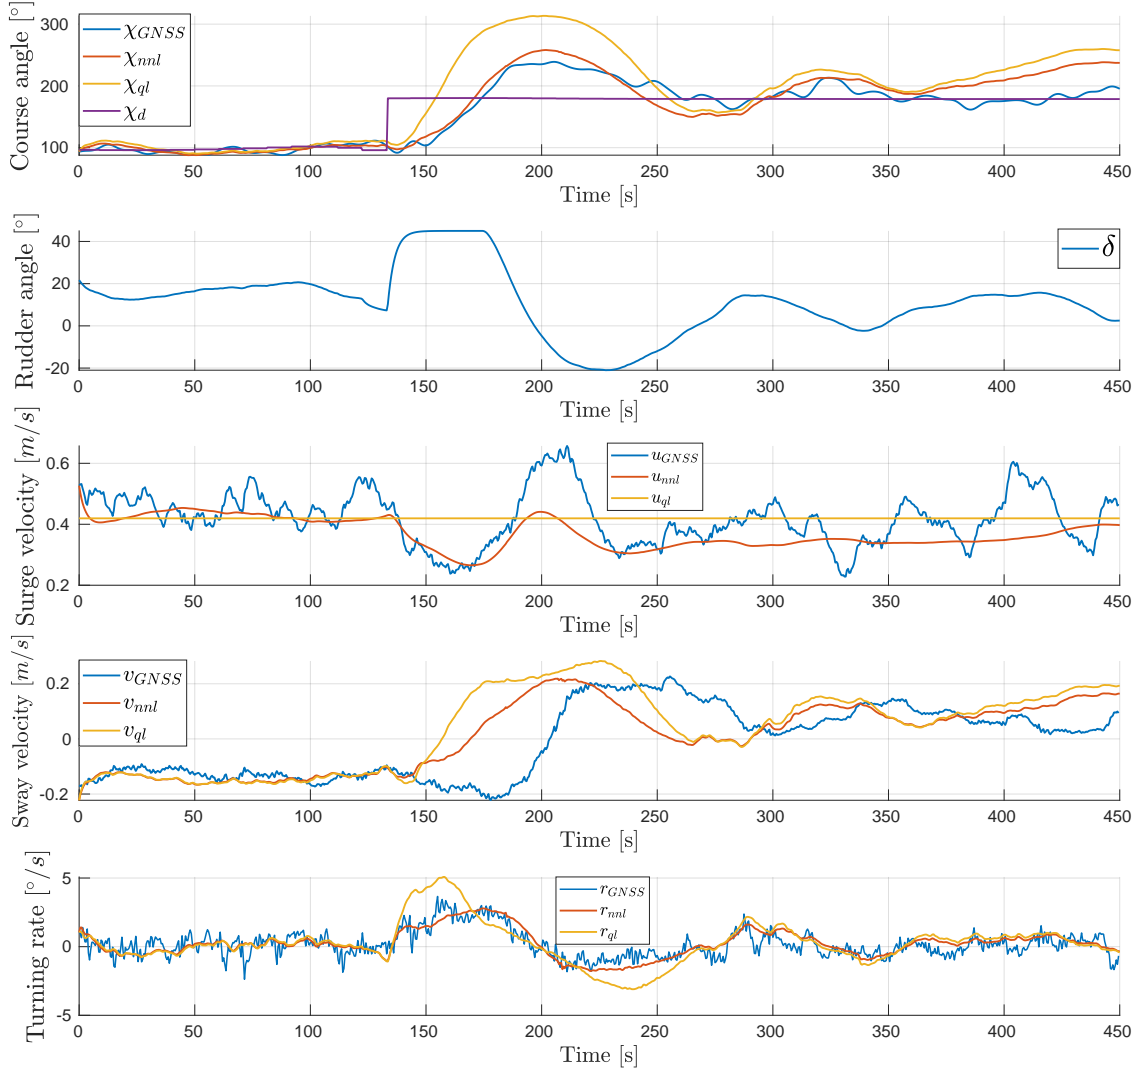 Course angle [°]
300
200
100
χGNSS
χnnl
χql
χd
0 50 100 150 200 250 300 350 400 450
Time [s]
Rudder angle [°]
40
20
0
-20
δ
0 50 100 150 200 250 300 350 400 450
Time [s]
Surge velocity [m/s]
0.6
0.4
0.2
uGNSS
unnl
uql
0 50 100 150 200 250 300 350 400 450
Time [s]
Sway velocity [m/s]
0.2
0
-0.2
vGNSS
vnnl
vql
0 50 100 150 200 250 300 350 400 450
Time [s]
Turning rate [°/s]
5
0
-5
rGNSS
rnnl
rql
0 50 100 150 200 250 300 350 400 450
Time [s]